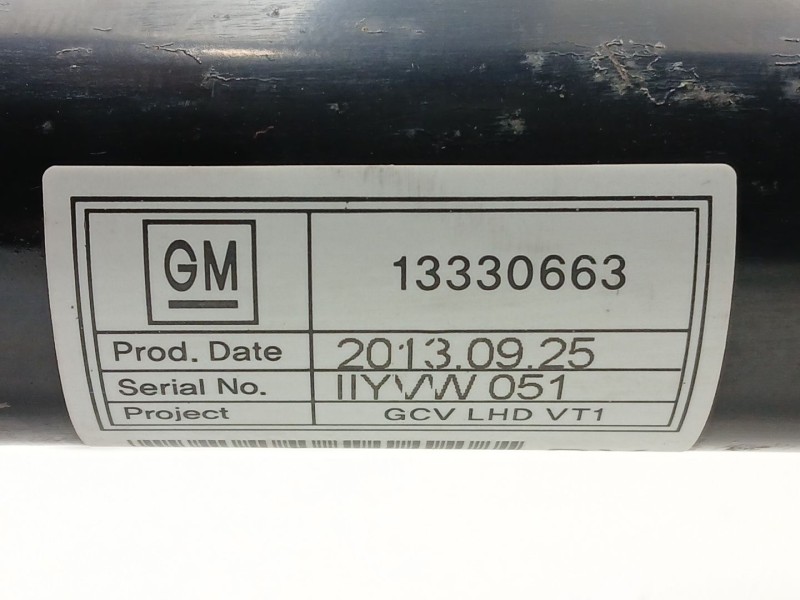 GM
13330663
Prod. Date 2013.09.25
Serial No. IIYVW 051
Project GCV LHD VT1